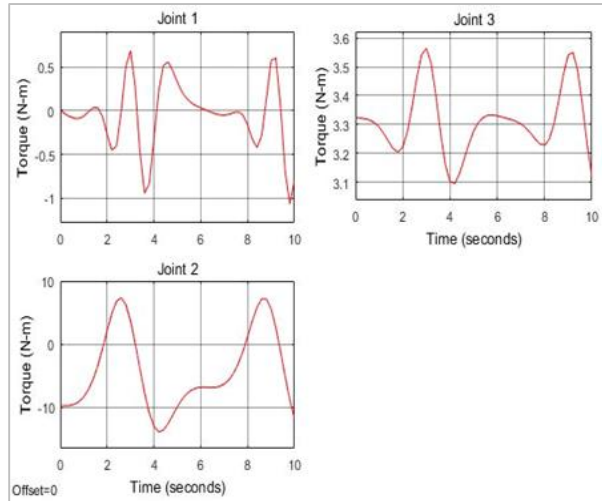 Joint 1
Torque (N-m)
0.5
0
-0.5
-1
0 2 4 6 8 10
Joint 3
Torque (N-m)
3.6
3.5
3.4
3.3
3.2
3.1
0 2 4 6 8 10
Time (seconds)
Joint 2
Torque (N-m)
10
0
-10
0 2 4 6 8 10
Time (seconds)
Offset=0